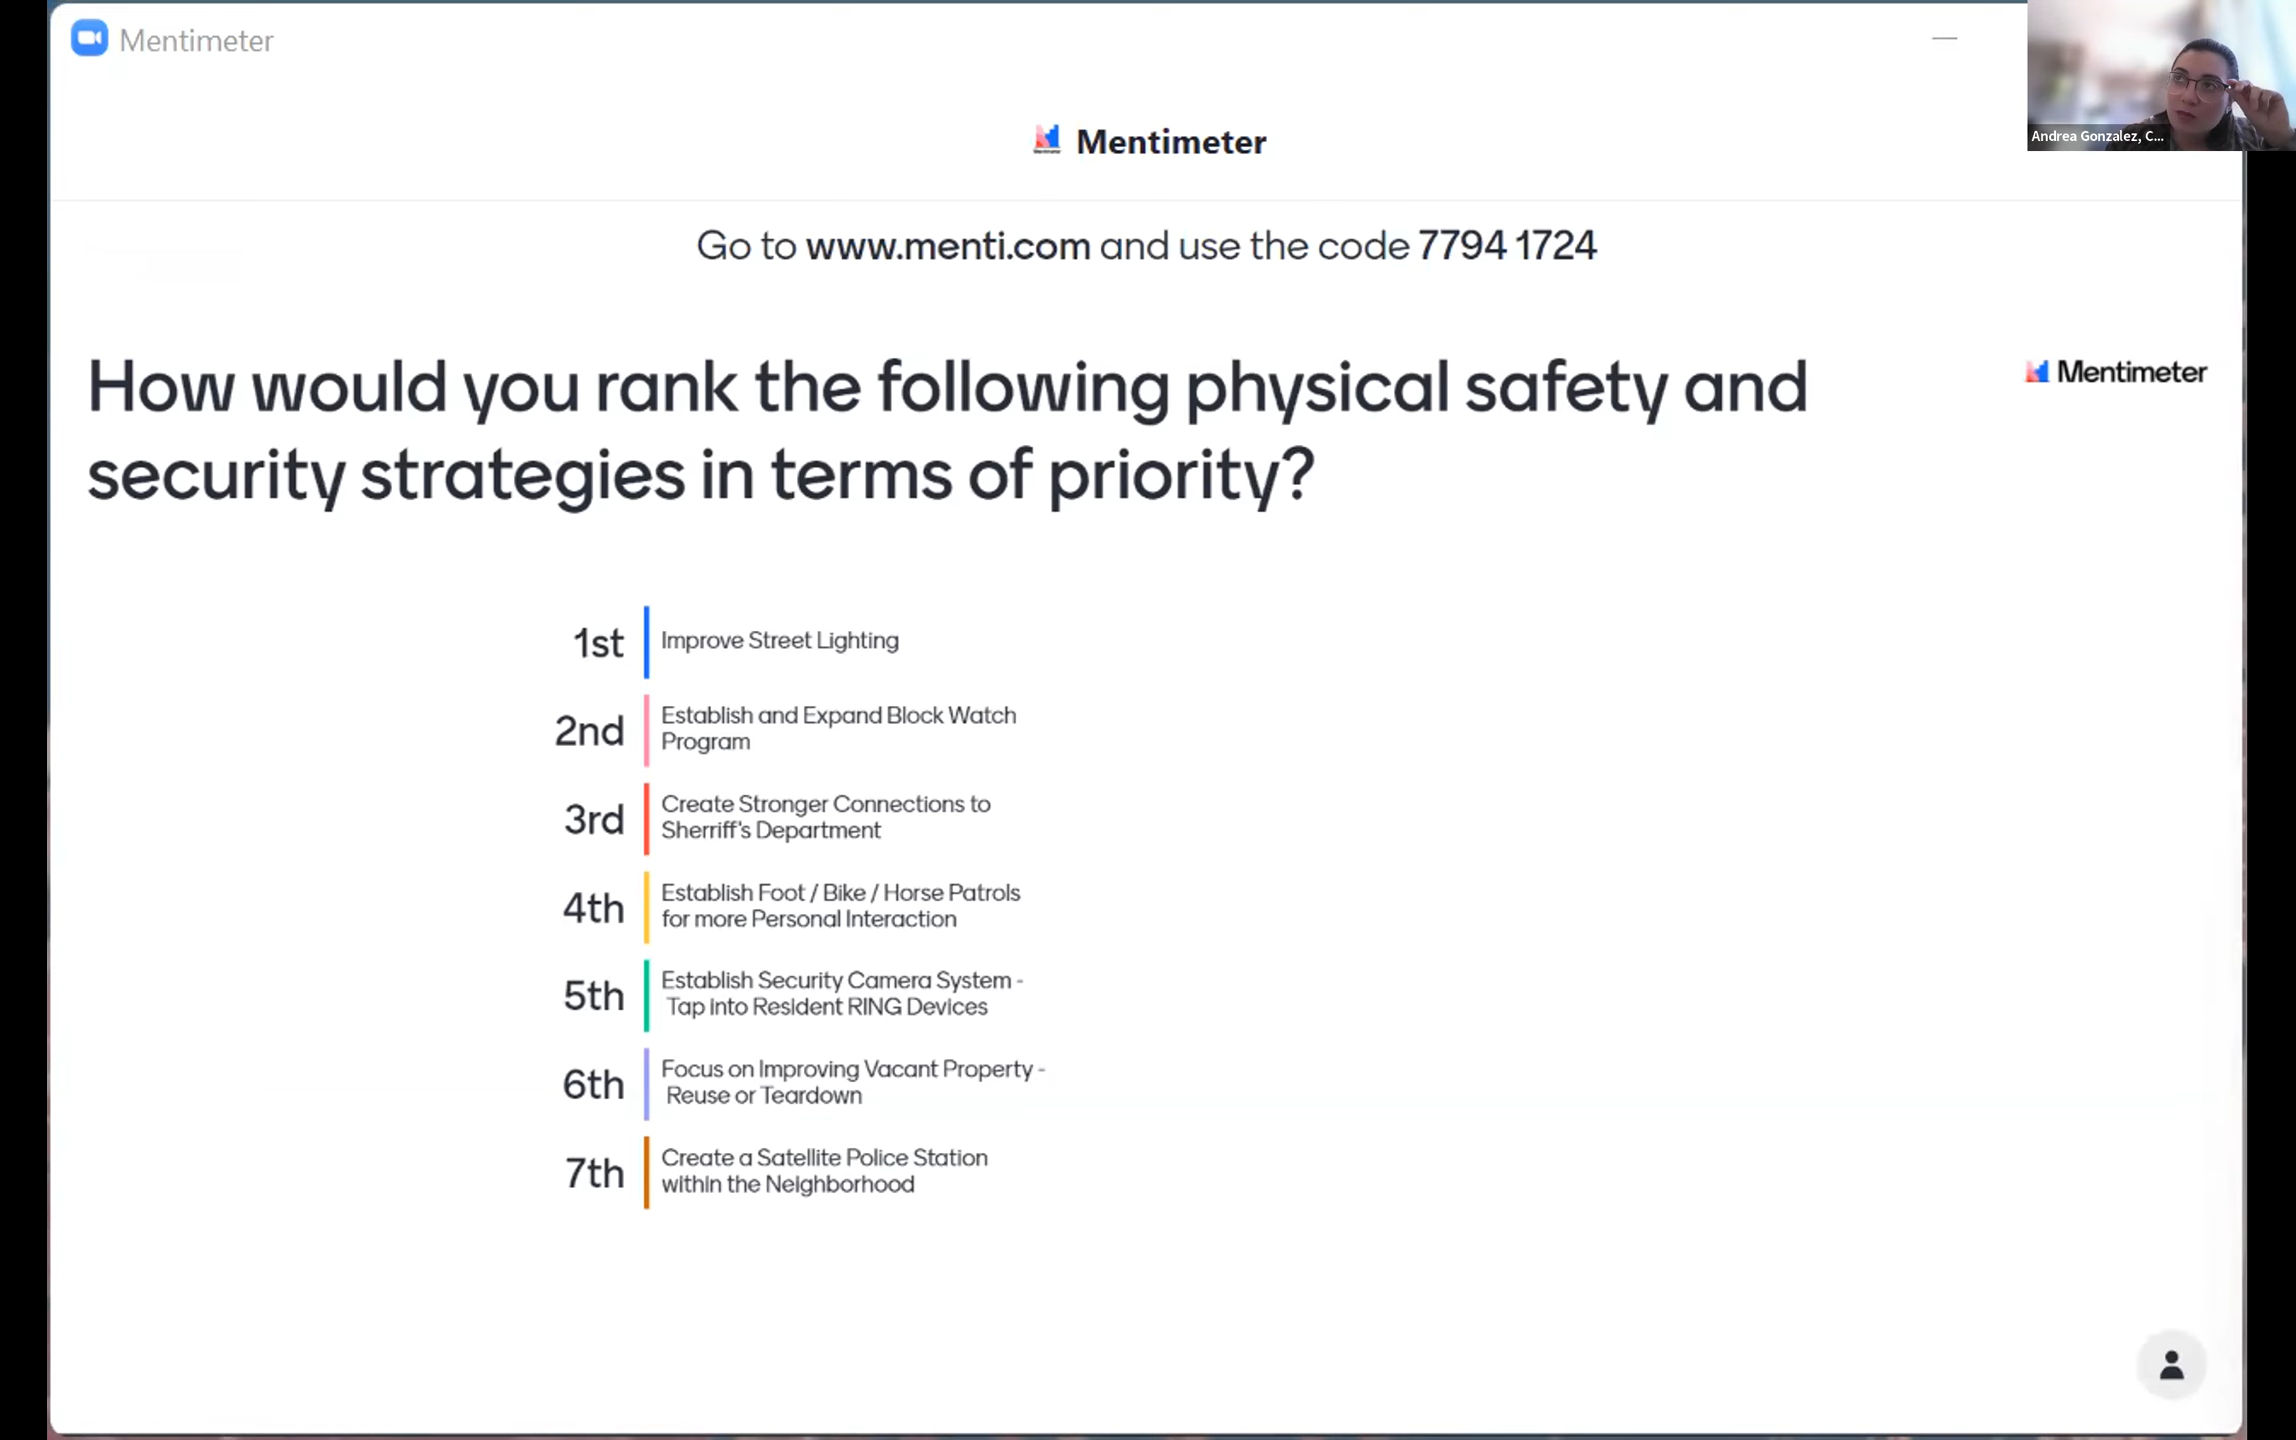 Mentimeter
Andrea Gonzalez, C...
Mentimeter
Go to www.menti.com and use the code 7794 1724
How would you rank the following physical safety and
security strategies in terms of priority?
Mentimeter
1st Improve Street Lighting
2nd Establish and Expand Block Watch
Program
3rd Create Stronger Connections to
Sherriff's Department
4th Establish Foot / Bike / Horse Patrols
for more Personal Interaction
5th Establish Security Camera System -
Tap into Resident RING Devices
6th Focus on Improving Vacant Property -
Reuse or Teardown
7th Create a Satellite Police Station
within the Neighborhood